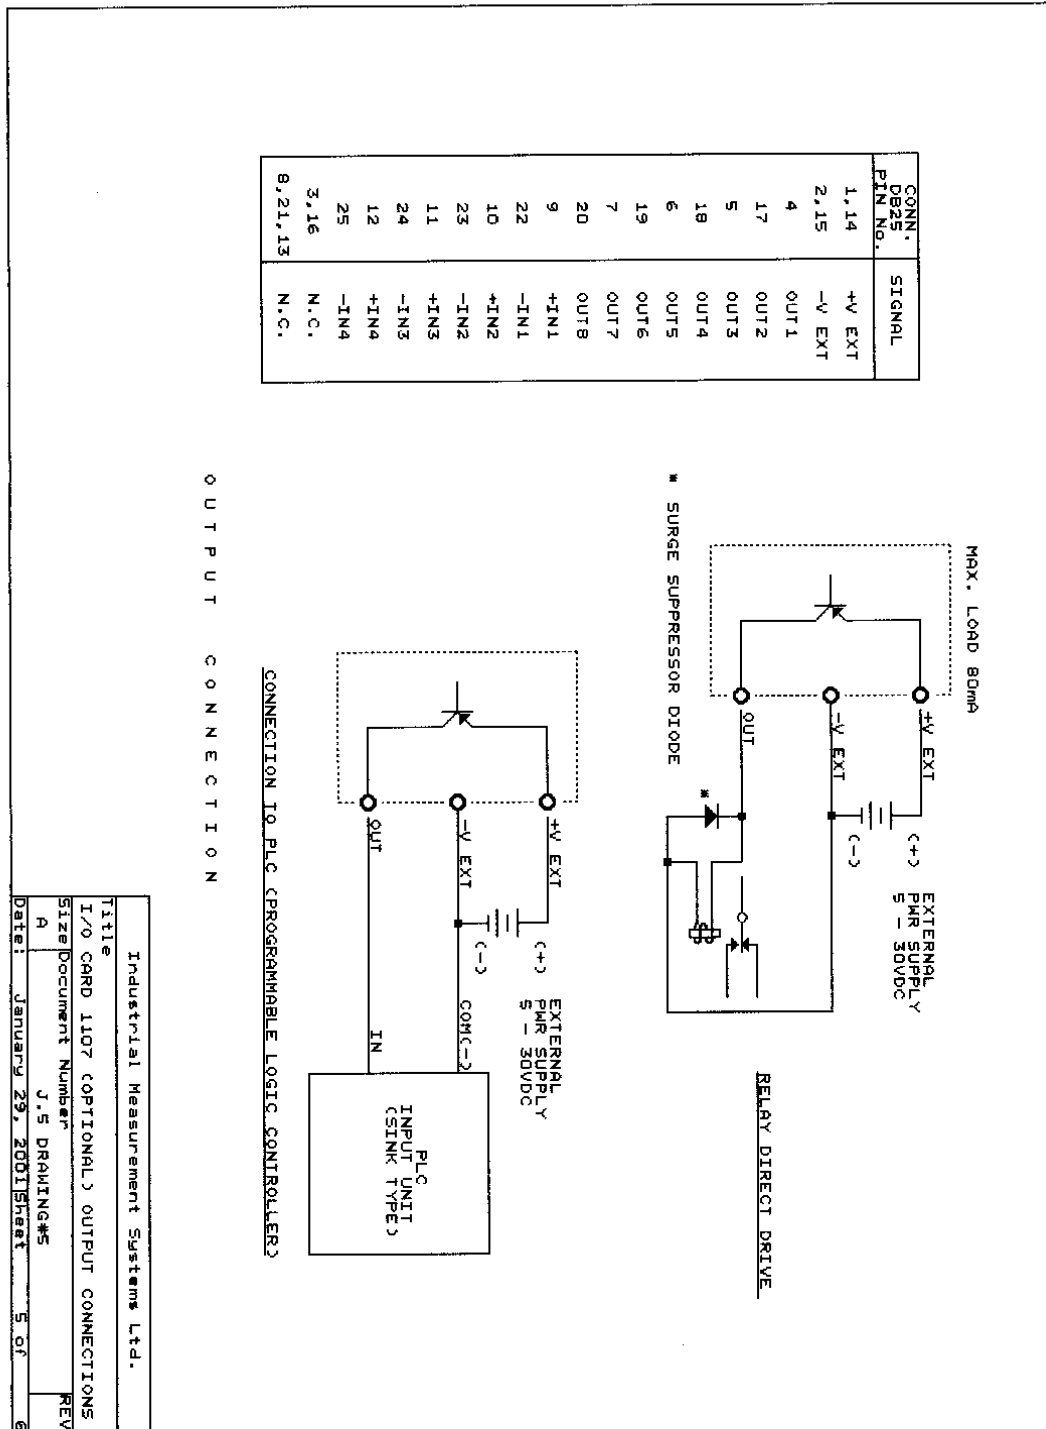 CONN.
DB25
PIN No. SIGNAL
1,14 +V EXT
2,15 -V EXT
4 OUT1
17 OUT2
5 OUT3
18 OUT4
6 OUT5
19 OUT6
7 OUT7
20 OUT8
9 +IN1
22 -IN1
10 +IN2
23 -IN2
11 +IN3
24 -IN3
12 +IN4
25 -IN4
3,16 N.C.
8,21,13 N.C.
MAX. LOAD 80mA
+V EXT
-V EXT
OUT
(+)
(-)
EXTERNAL
PWR SUPPLY
5 - 30VDC
*
* SURGE SUPPRESSOR DIODE
RELAY DIRECT DRIVE
+V EXT
-V EXT
OUT
(+)
(-)
EXTERNAL
PWR SUPPLY
5 - 30VDC
COM(-)
IN
PLC
INPUT UNIT
(SINK TYPE)
CONNECTION TO PLC (PROGRAMMABLE LOGIC CONTROLLER)
OUTPUT CONNECTION
Industrial Measurement Systems Ltd.
Title
I/O CARD 1107 (OPTIONAL) OUTPUT CONNECTIONS
Size Document Number REV
A J.5 DRAWING#5
Date: January 29, 2001 Sheet 5 of